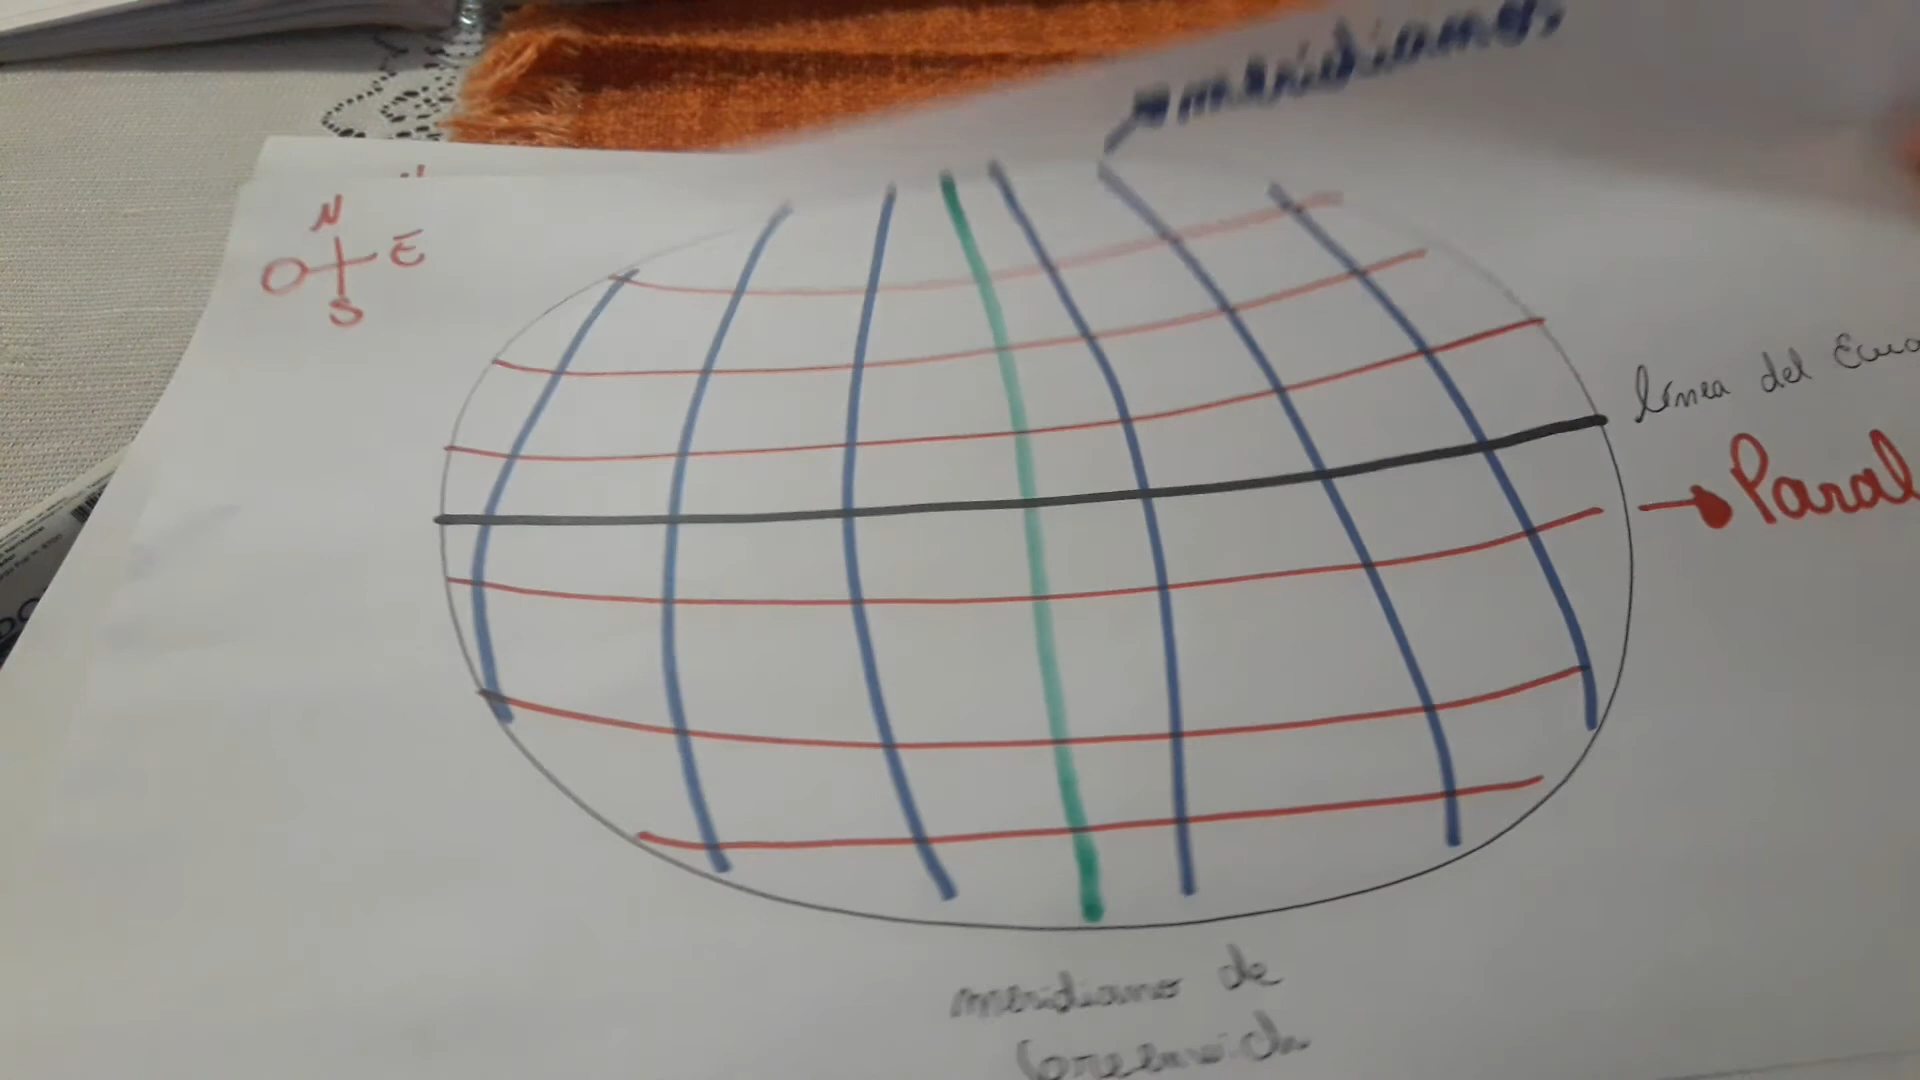 meridianos
N
O E
S
línea del Ecua
Paral
meridiano de
Greenwich